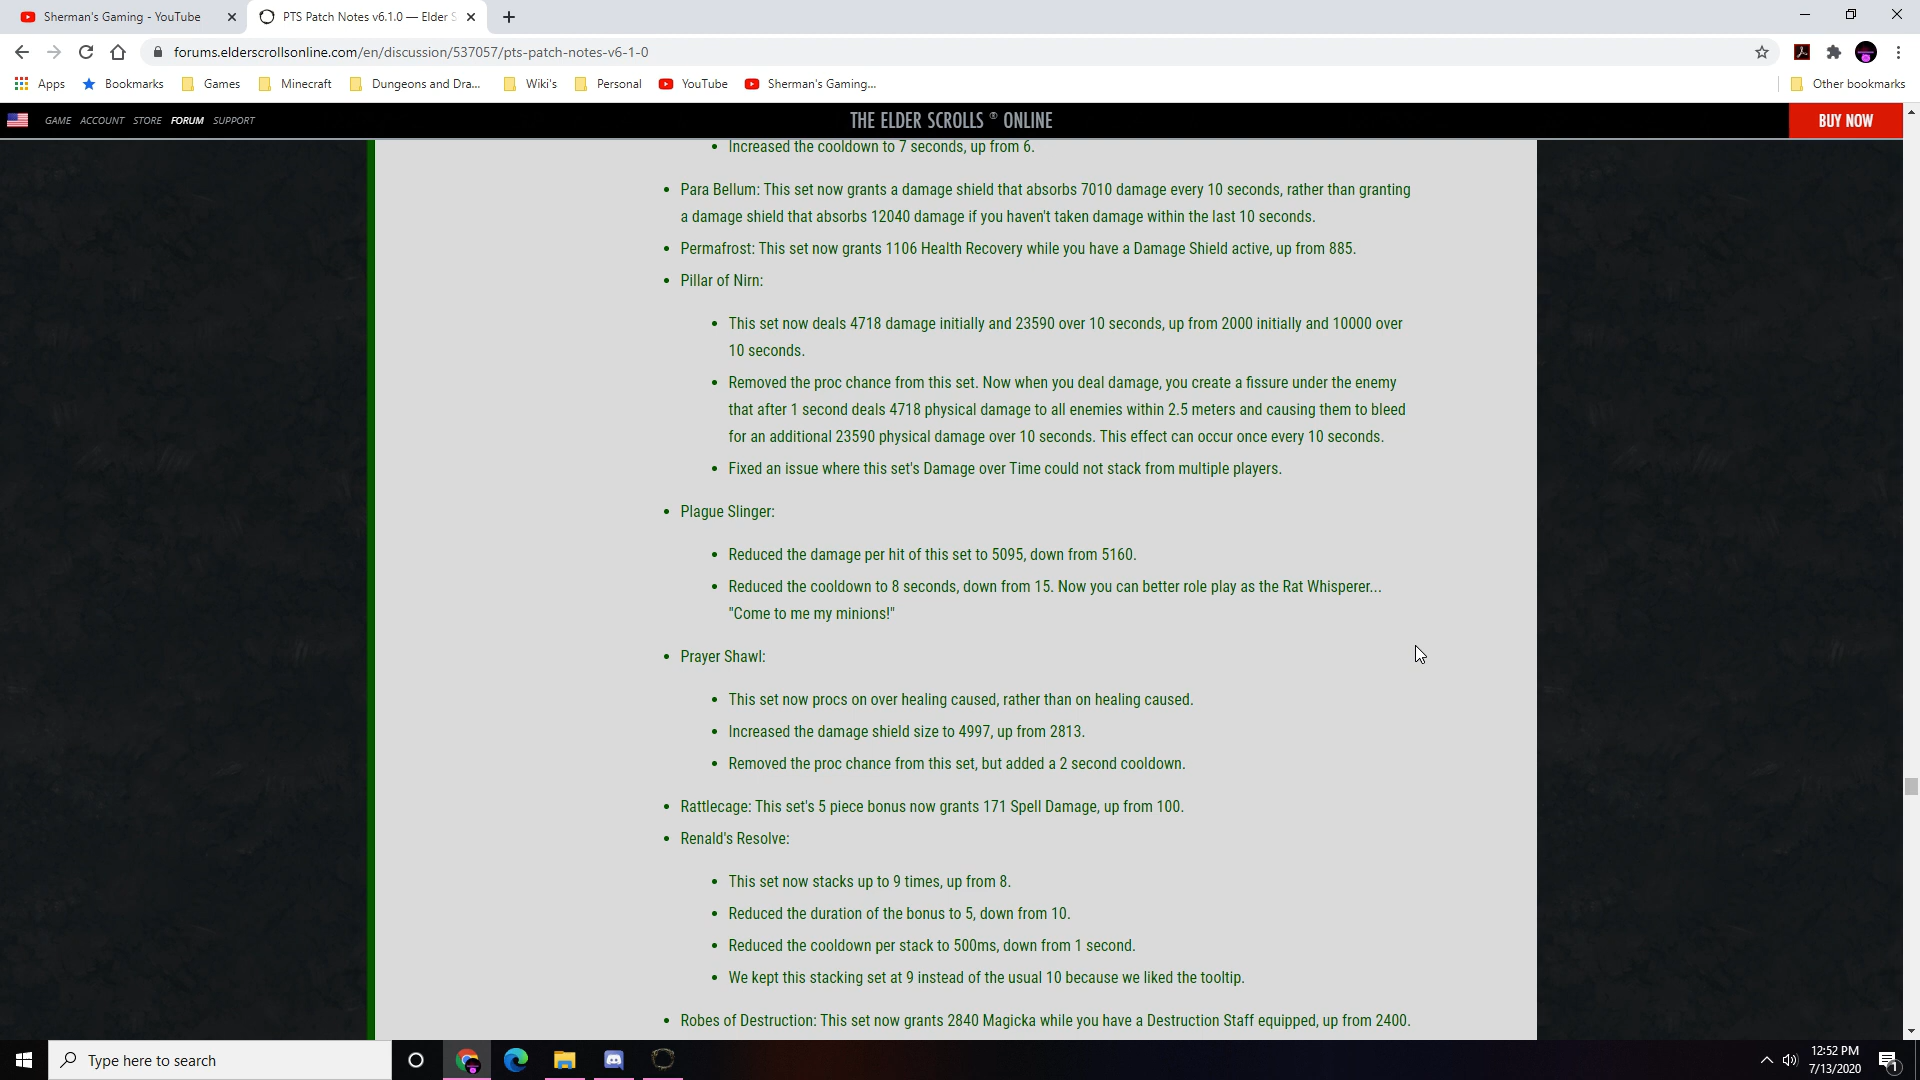 Sherman's Gaming - YouTube
PTS Patch Notes v6.1.0 — Elder S
forums.elderscrollsonline.com/en/discussion/537057/pts-patch-notes-v6-1-0
Apps Bookmarks Games Minecraft Dungeons and Dra... Wiki's Personal YouTube Sherman's Gaming... Other bookmarks
GAME ACCOUNT STORE FORUM SUPPORT
THE ELDER SCROLLS ® ONLINE
BUY NOW
• Increased the cooldown to 7 seconds, up from 6.
• Para Bellum: This set now grants a damage shield that absorbs 7010 damage every 10 seconds, rather than granting
a damage shield that absorbs 12040 damage if you haven't taken damage within the last 10 seconds.
• Permafrost: This set now grants 1106 Health Recovery while you have a Damage Shield active, up from 885.
• Pillar of Nirn:
• This set now deals 4718 damage initially and 23590 over 10 seconds, up from 2000 initially and 10000 over
10 seconds.
• Removed the proc chance from this set. Now when you deal damage, you create a fissure under the enemy
that after 1 second deals 4718 physical damage to all enemies within 2.5 meters and causing them to bleed
for an additional 23590 physical damage over 10 seconds. This effect can occur once every 10 seconds.
• Fixed an issue where this set's Damage over Time could not stack from multiple players.
• Plague Slinger:
• Reduced the damage per hit of this set to 5095, down from 5160.
• Reduced the cooldown to 8 seconds, down from 15. Now you can better role play as the Rat Whisperer...
"Come to me my minions!"
• Prayer Shawl:
• This set now procs on over healing caused, rather than on healing caused.
• Increased the damage shield size to 4997, up from 2813.
• Removed the proc chance from this set, but added a 2 second cooldown.
• Rattlecage: This set's 5 piece bonus now grants 171 Spell Damage, up from 100.
• Renald's Resolve:
• This set now stacks up to 9 times, up from 8.
• Reduced the duration of the bonus to 5, down from 10.
• Reduced the cooldown per stack to 500ms, down from 1 second.
• We kept this stacking set at 9 instead of the usual 10 because we liked the tooltip.
• Robes of Destruction: This set now grants 2840 Magicka while you have a Destruction Staff equipped, up from 2400.
Type here to search
12:52 PM
7/13/2020
1